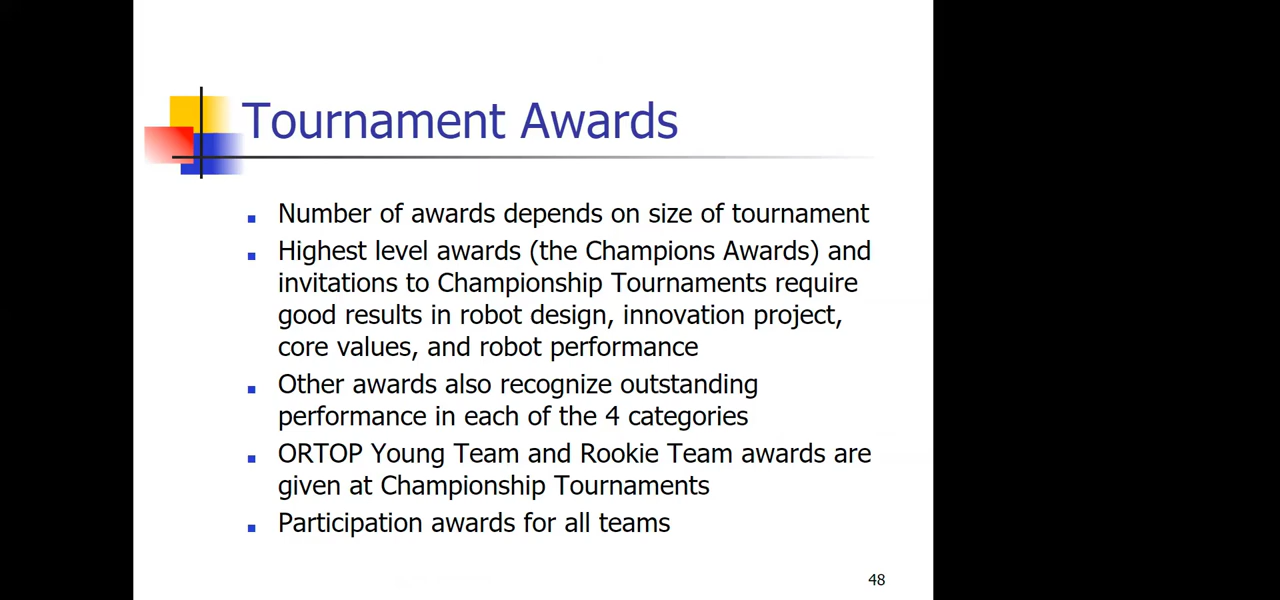 Tournament Awards
Number of awards depends on size of tournament
Highest level awards (the Champions Awards) and
invitations to Championship Tournaments require
good results in robot design, innovation project,
core values, and robot performance
Other awards also recognize outstanding
performance in each of the 4 categories
ORTOP Young Team and Rookie Team awards are
given at Championship Tournaments
Participation awards for all teams
48